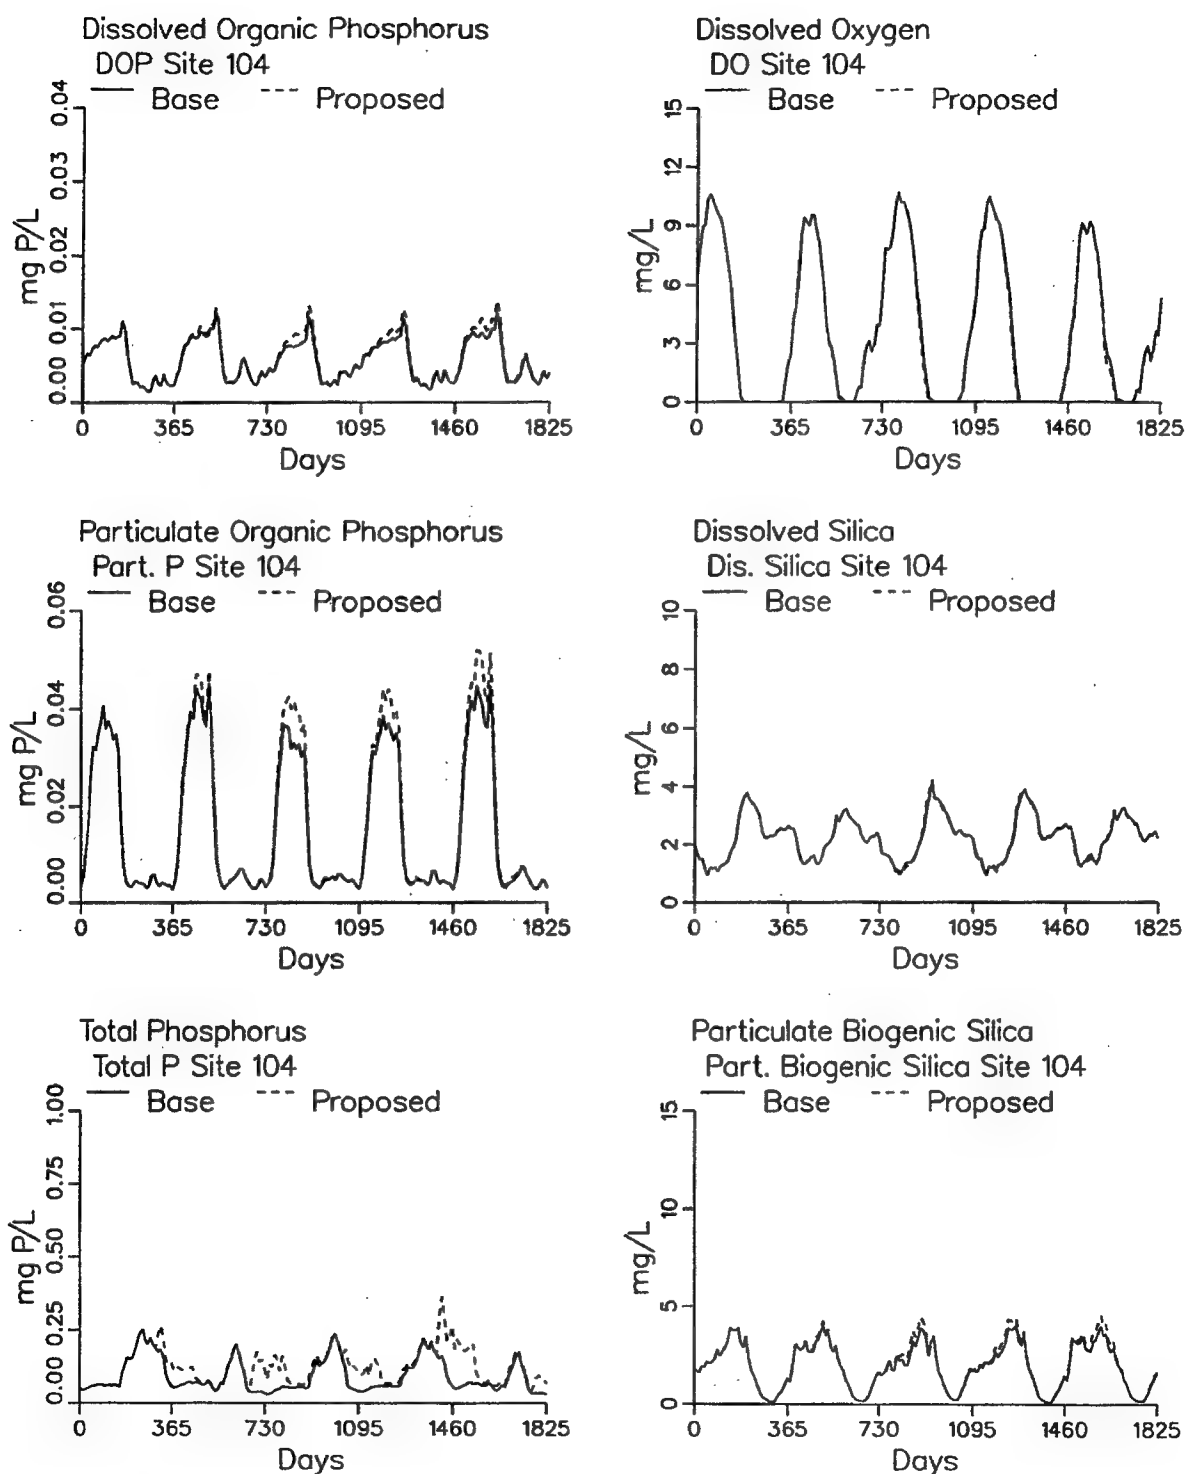 Dissolved Organic Phosphorus
DOP Site 104
Base Proposed
mg P/L
0.04
0.03
0.02
0.01
0.00
0 365 730 1095 1460 1825
Days
Dissolved Oxygen
DO Site 104
Base Proposed
mg/L
15
12
9
6
3
0
0 365 730 1095 1460 1825
Days
Particulate Organic Phosphorus
Part. P Site 104
Base Proposed
mg P/L
0.06
0.04
0.02
0.00
0 365 730 1095 1460 1825
Days
Dissolved Silica
Dis. Silica Site 104
Base Proposed
mg/L
10
8
6
4
2
0
0 365 730 1095 1460 1825
Days
Total Phosphorus
Total P Site 104
Base Proposed
mg P/L
1.00
0.75
0.50
0.25
0.00
0 365 730 1095 1460 1825
Days
Particulate Biogenic Silica
Part. Biogenic Silica Site 104
Base Proposed
mg/L
15
10
5
0
0 365 730 1095 1460 1825
Days